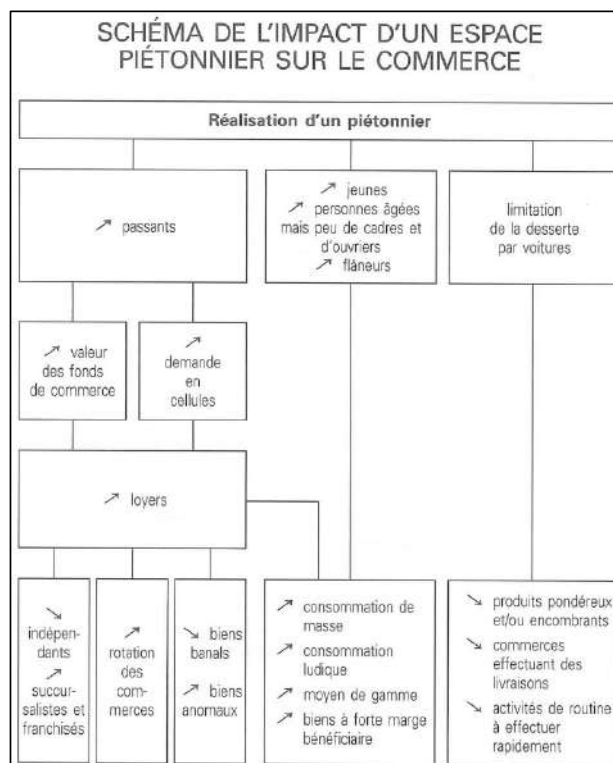 SCHÉMA DE L'IMPACT D'UN ESPACE
PIÉTONNIER SUR LE COMMERCE
Réalisation d'un piétonnier
↗ passants
↗ jeunes
↗ personnes âgées
mais peu de cadres et
d'ouvriers
↗ flâneurs
limitation
de la desserte
par voitures
↗ valeur
des fonds
de commerce
↗
demande
en
cellules
↗ loyers
↘
indépen-
dants
↗
succur-
salistes et
franchisés
↗
rotation
des
com-
merces
↘ biens
banals
↗ biens
anomaux
↗ consommation de
masse
↗ consommation
ludique
↗ moyen de gamme
↗ biens à forte marge
bénéficiaire
↘ produits pondéreux
et/ou encombrants
↘ commerces
effectuant des
livraisons
↘ activités de routine
à effectuer
rapidement